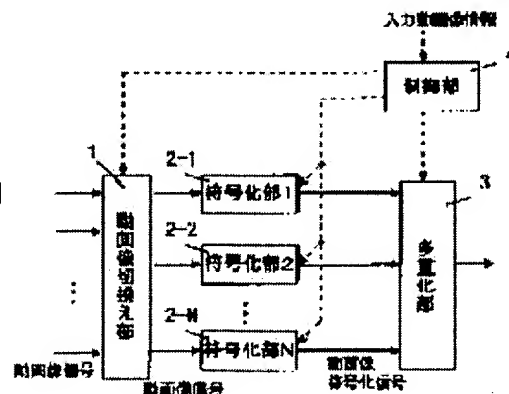 入力動画像情報
4
制御部
1
2-1
符号化部1
3
動画像切換え部
2-2
符号化部2
多重化部
2-N
符号化部N
動画像信号
動画像信号
動画像
符号化信号